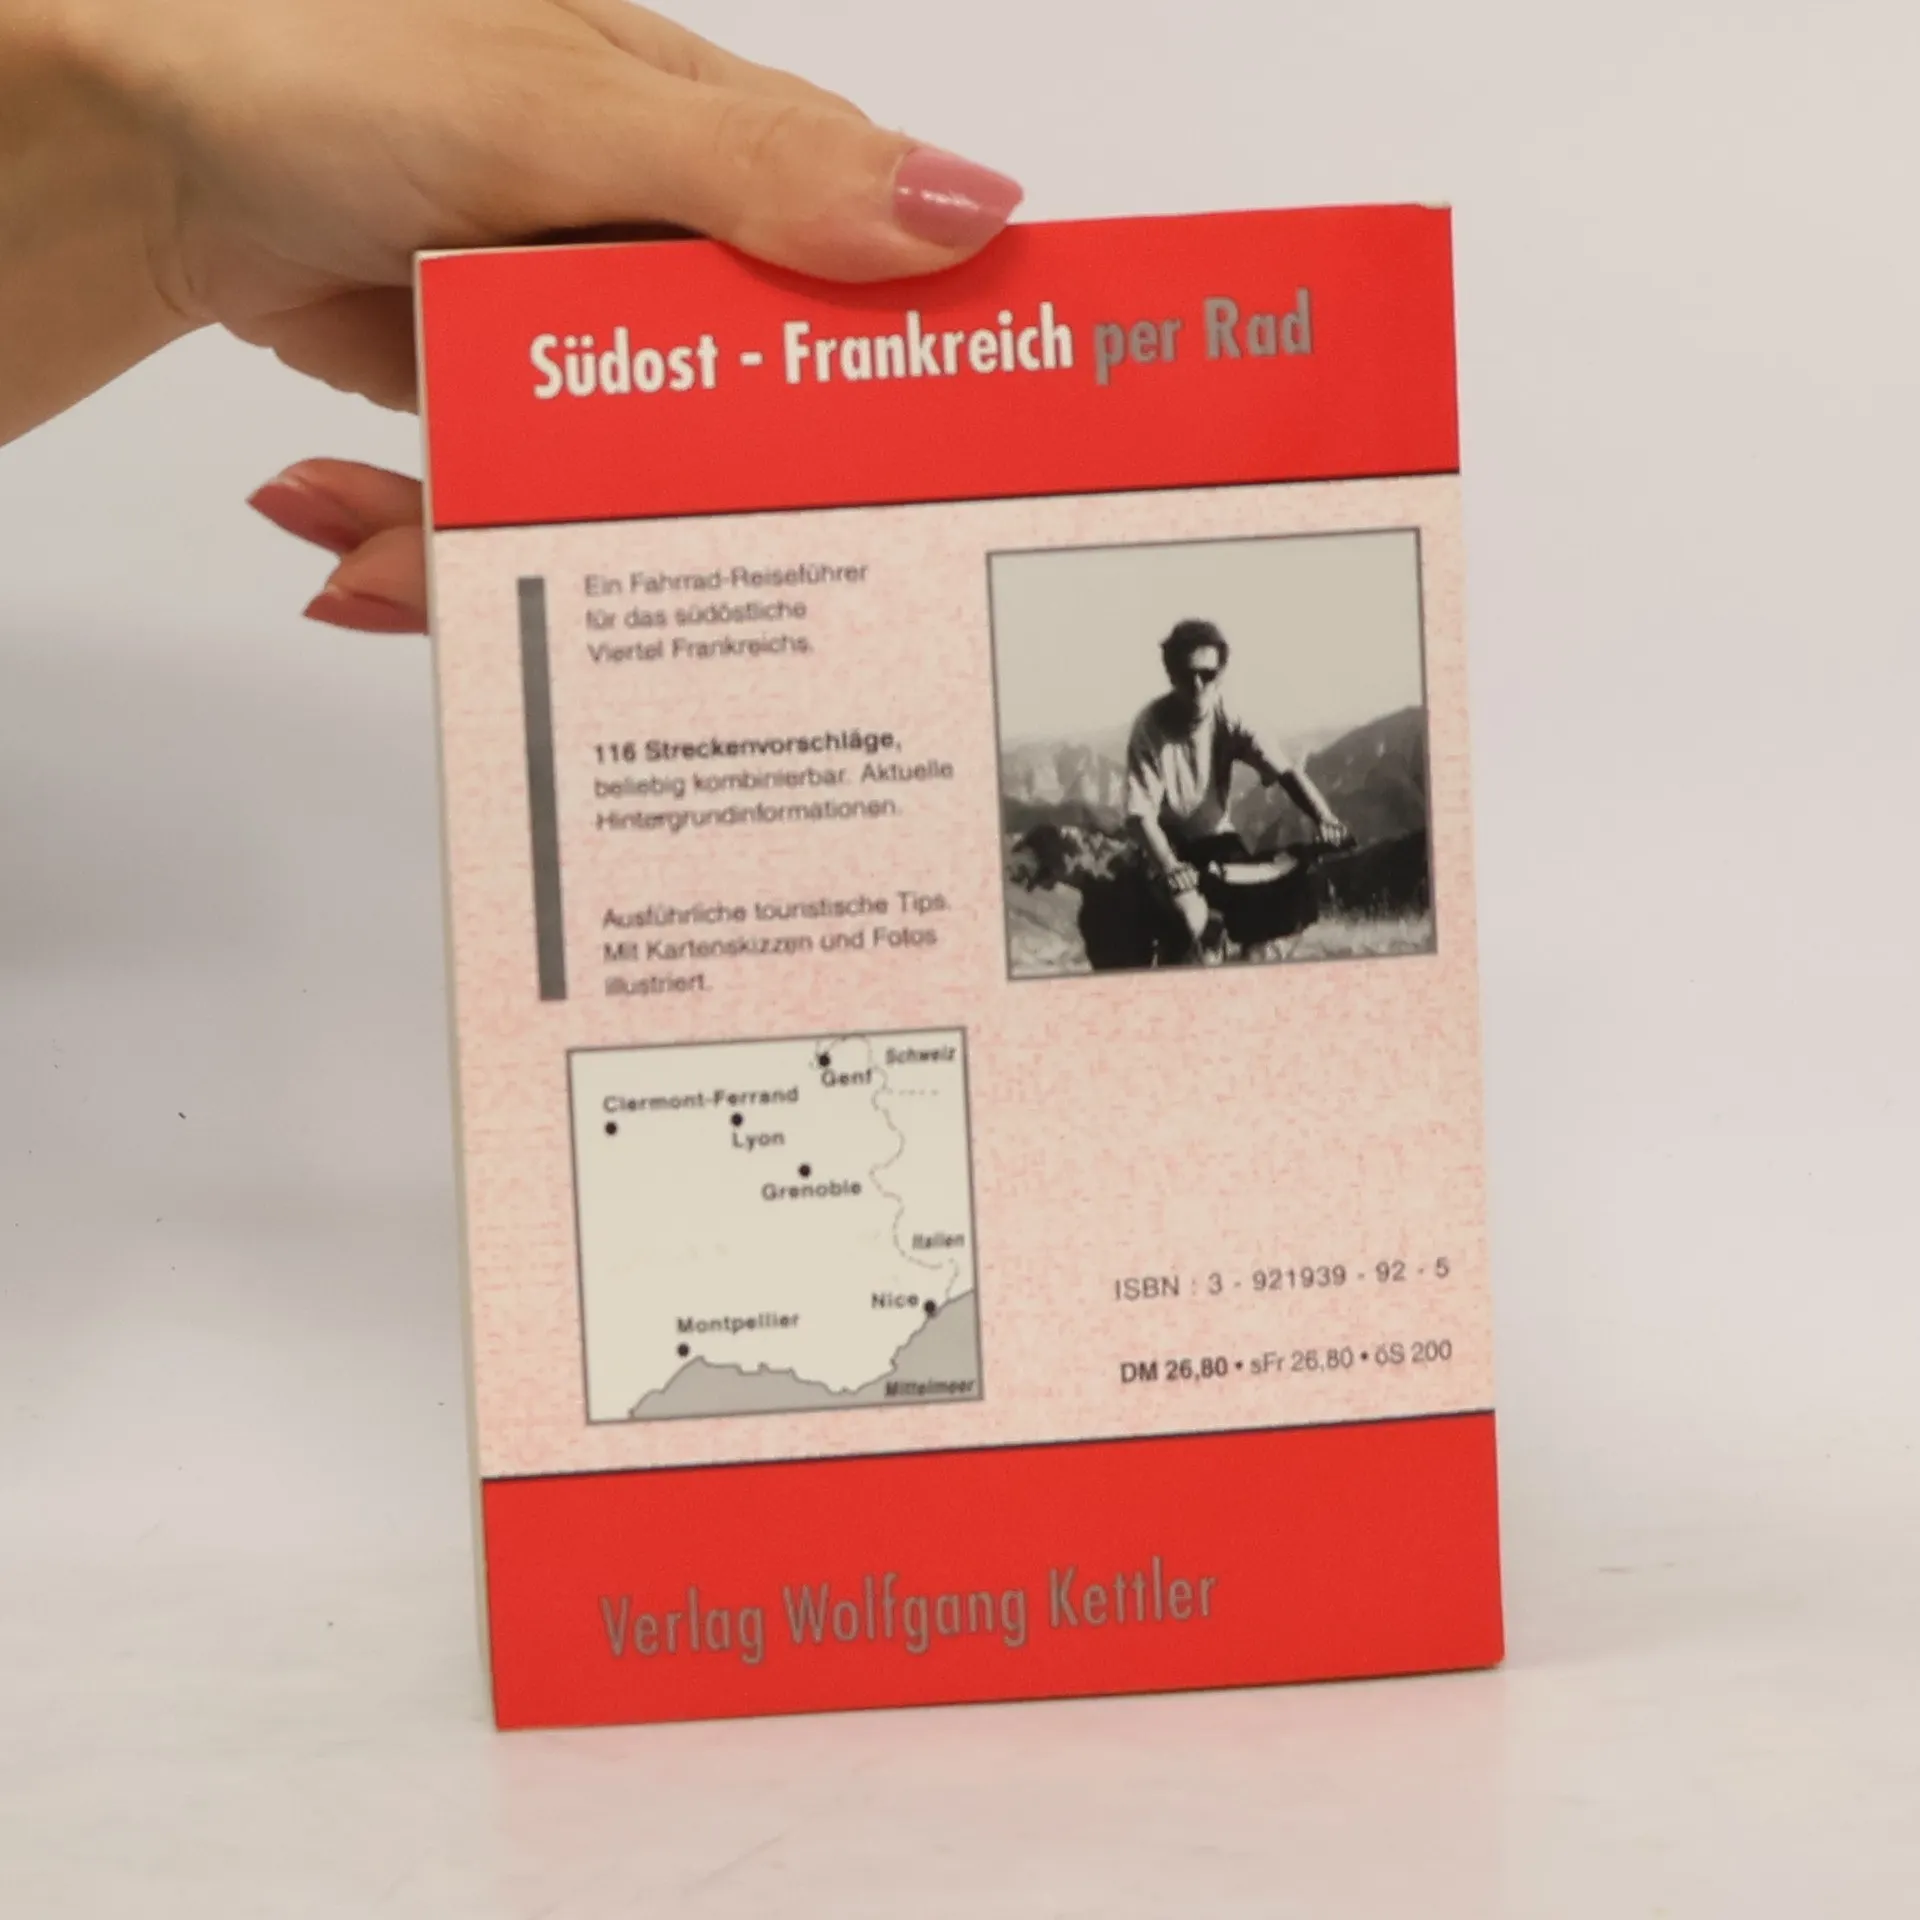 Südost - Frankreich per Rad
Ein Fahrrad-Reiseführer
für das südöstliche
Viertel Frankreichs.
116 Streckenvorschläge,
beliebig kombinierbar. Aktuelle
Hintergrundinformationen.
Ausführliche touristische Tips.
Mit Kartenskizzen und Fotos
illustriert.
Schweiz
Genf
Clermont-Ferrand
Lyon
Grenoble
Italien
Nice
Montpellier
Mittelmeer
ISBN : 3 - 921939 - 92 - 5
DM 26,80 • sFr 26,80 • öS 200
Verlag Wolfgang Kettler